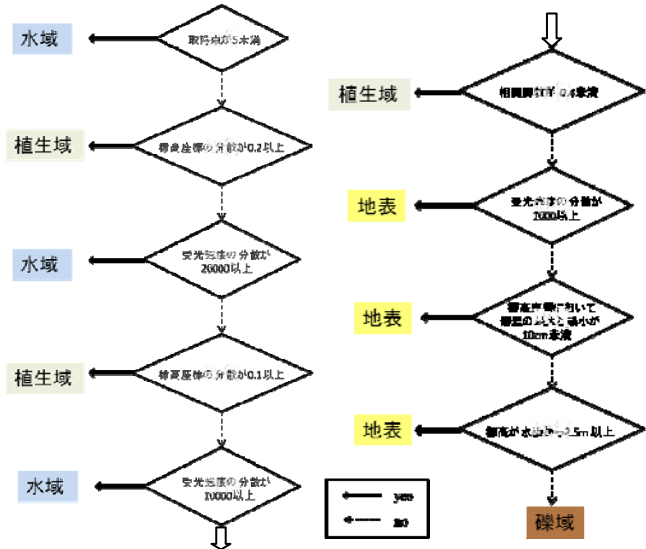 水域
取得点が5未満
植生域
標高座標の分散が0.2以上
水域
受光強度の分散が
20000以上
植生域
標高座標の分散が0.1以上
水域
受光強度の分散が
10000以上
植生域
相関係数が
未満
地表
受光強度の分散が
7000以上
地表
標高座標において
標高の最大と最小が
10cm未満
地表
標高が水面から2.5m以上
礫域
yes
no